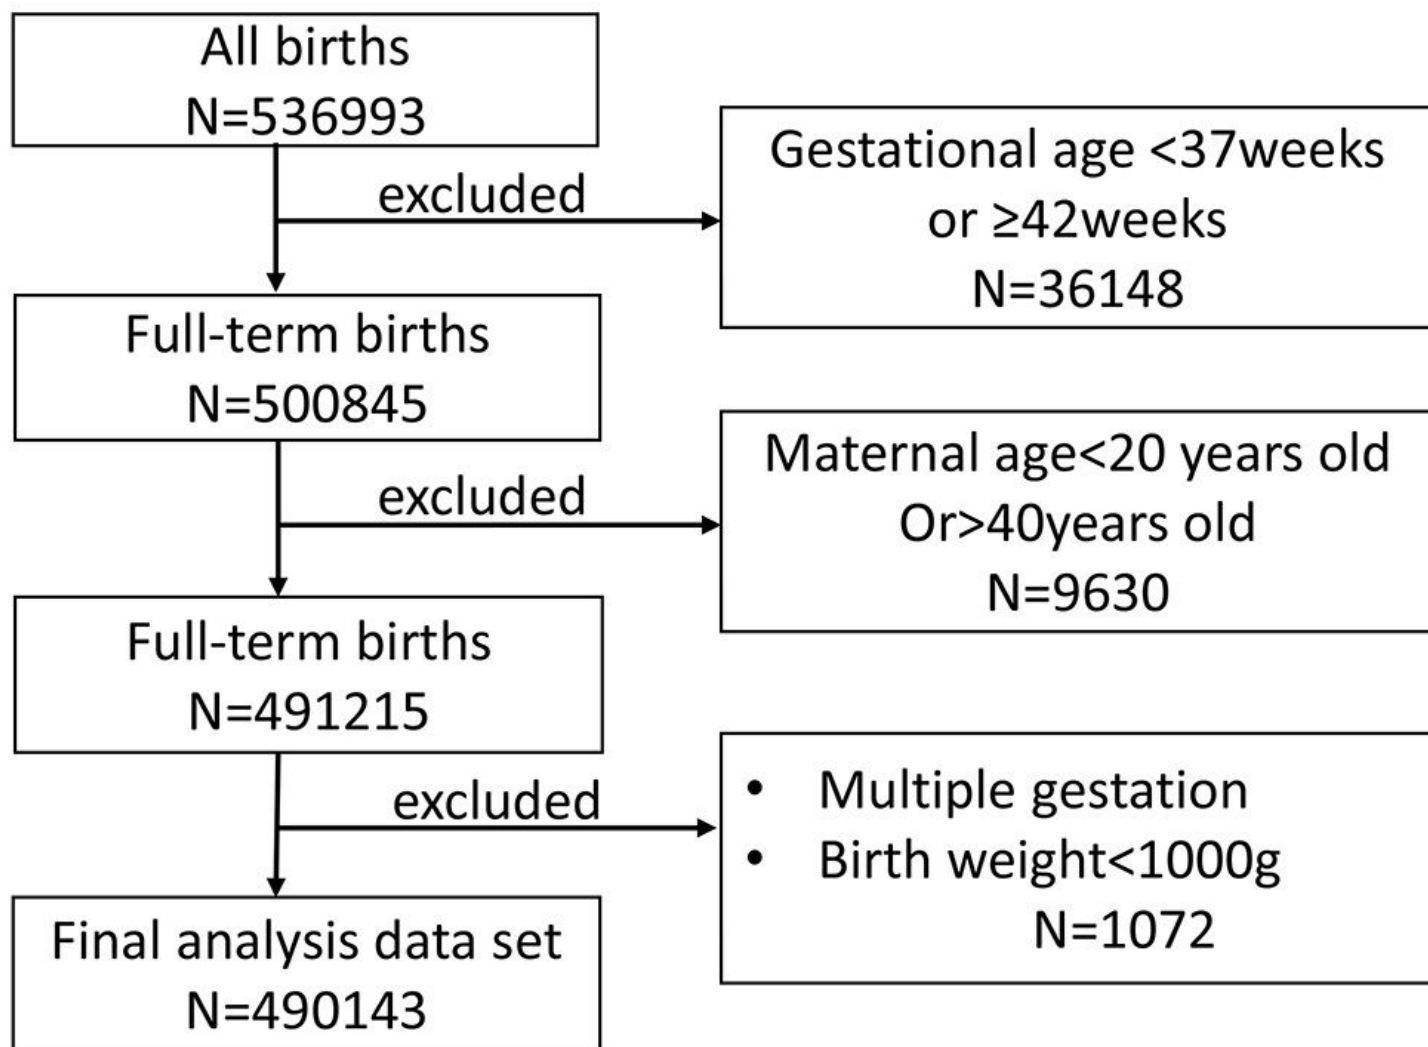 All births
N=536993
excluded
Gestational age <37weeks
or ≥42weeks
N=36148
Full-term births
N=500845
excluded
Maternal age<20 years old
Or>40years old
N=9630
Full-term births
N=491215
excluded
• Multiple gestation
• Birth weight<1000g
N=1072
Final analysis data set
N=490143